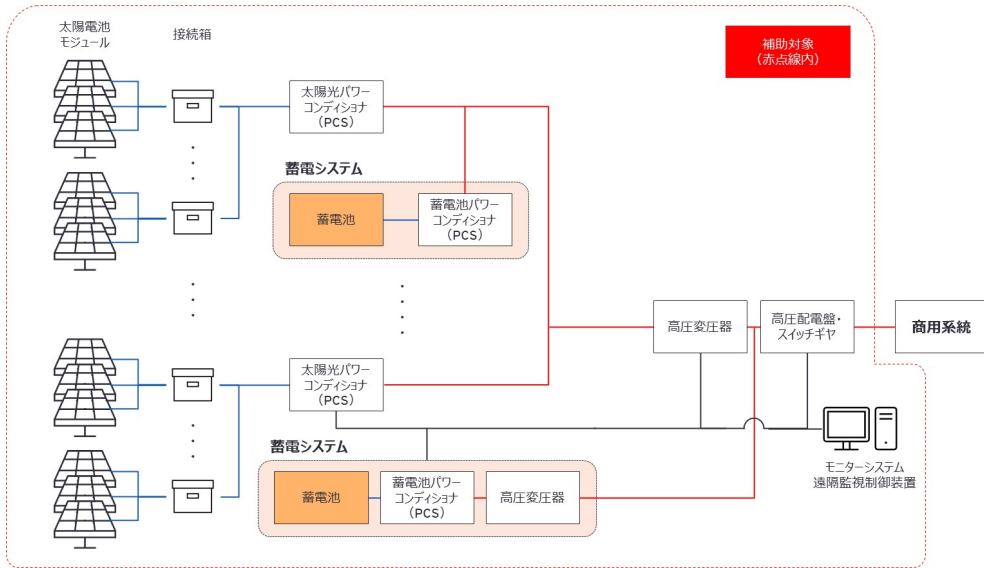 太陽電池
モジュール
接続箱
補助対象
（赤点線内）
太陽光パワー
コンディショナ
（PCS）
蓄電システム
蓄電池
蓄電池パワー
コンディショナ
（PCS）
高圧変圧器
高圧配電盤・
スイッチギヤ
商用系統
太陽光パワー
コンディショナ
（PCS）
蓄電システム
蓄電池
蓄電池パワー
コンディショナ
（PCS）
高圧変圧器
モニターシステム
遠隔監視制御装置